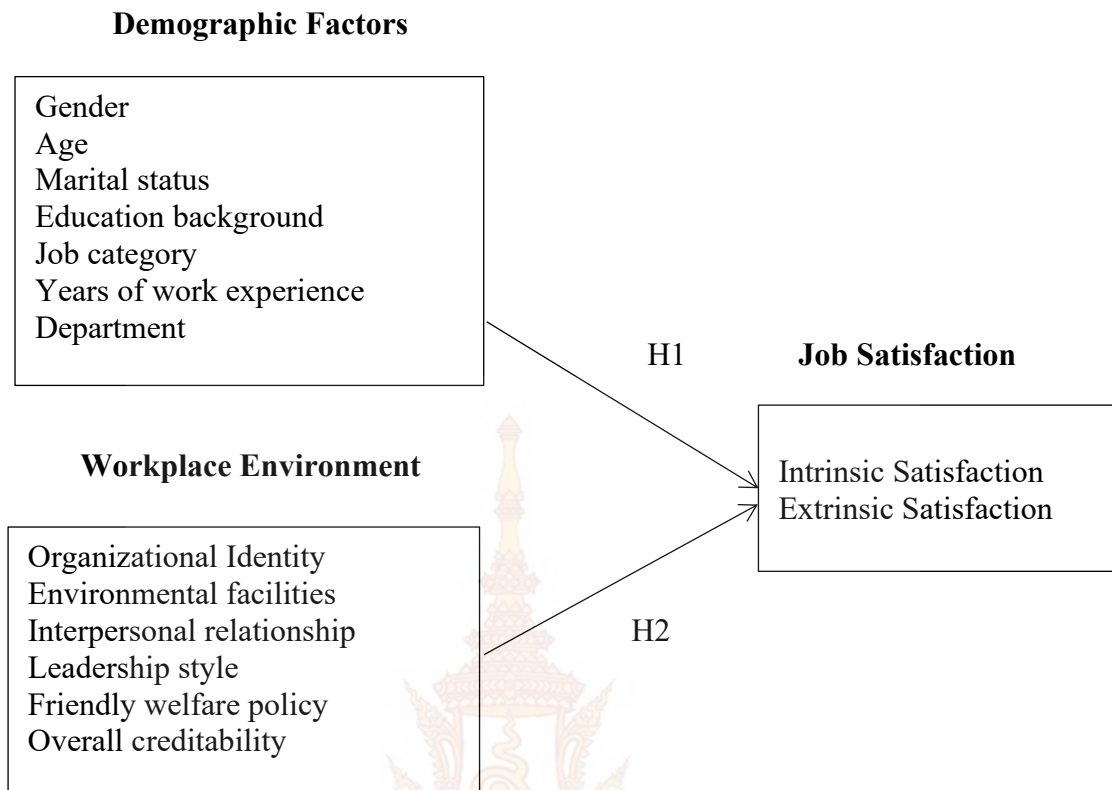 Demographic Factors
Gender
Age
Marital status
Education background
Job category
Years of work experience
Department
H1
Job Satisfaction
Intrinsic Satisfaction
Extrinsic Satisfaction
Workplace Environment
Organizational Identity
Environmental facilities
Interpersonal relationship
Leadership style
Friendly welfare policy
Overall creditability
H2